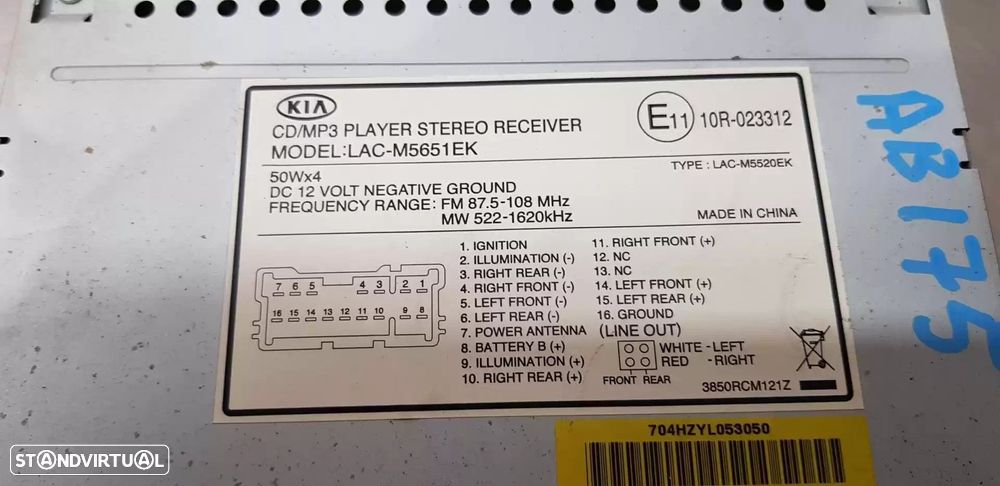 KIA
CD/MP3 PLAYER STEREO RECEIVER
MODEL:LAC-M5651EK
E11 10R-023312
TYPE : LAC-M5520EK
50Wx4
DC 12 VOLT NEGATIVE GROUND
FREQUENCY RANGE: FM 87.5-108 MHz
MW 522-1620kHz
MADE IN CHINA
7 6 5 4 3 2 1
16 15 14 13 12 11 10 9 8
1. IGNITION
2. ILLUMINATION (-)
3. RIGHT REAR (-)
4. RIGHT FRONT (-)
5. LEFT FRONT (-)
6. LEFT REAR (-)
7. POWER ANTENNA
8. BATTERY B (+)
9. ILLUMINATION (+)
10. RIGHT REAR (+)
11. RIGHT FRONT (+)
12. NC
13. NC
14. LEFT FRONT (+)
15. LEFT REAR (+)
16. GROUND
(LINE OUT)
WHITE -LEFT
RED -RIGHT
FRONT REAR
3850RCM121Z
704HZYL053050
AB175
STANDVIRTUAL